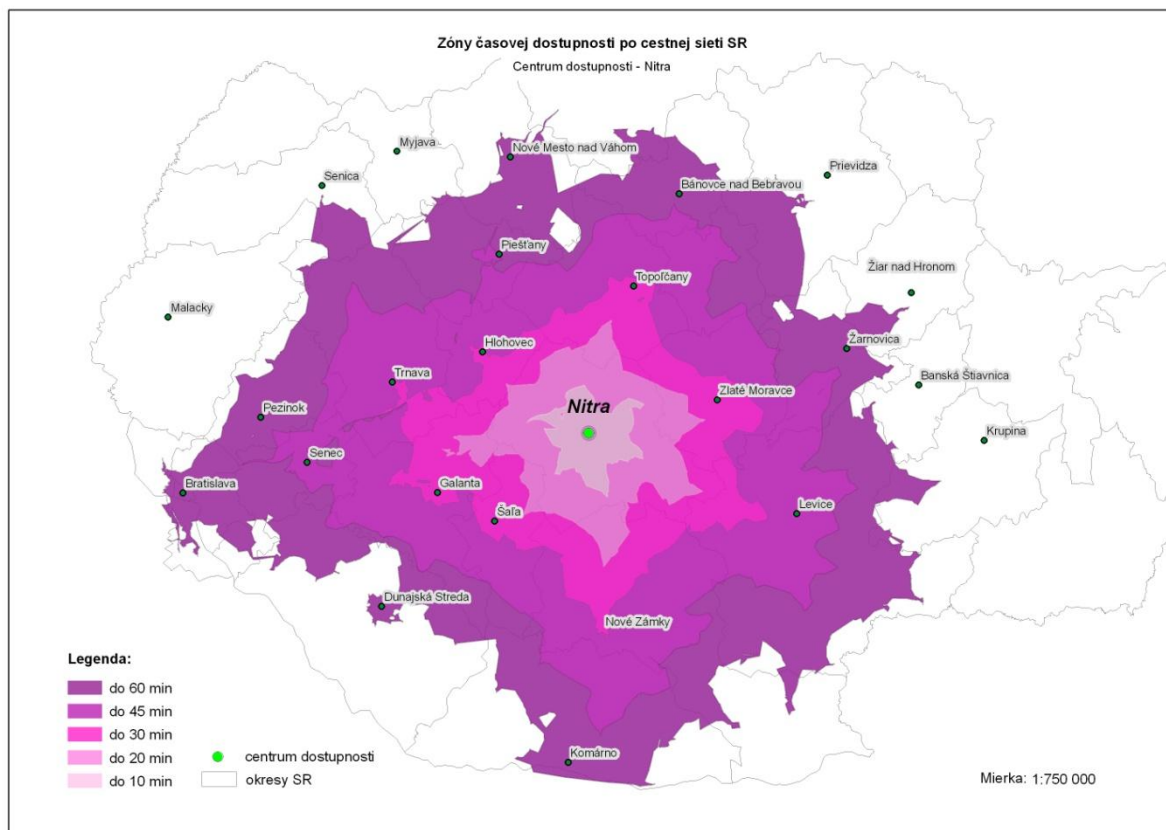 Zóny časovej dostupnosti po cestnej sieti SR
Centrum dostupnosti - Nitra
Myjava
Nové Mesto nad Váhom
Senica
Prievidza
Bánovce nad Bebravou
Piešťany
Žiar nad Hronom
Topoľčany
Malacky
Hlohovec
Žarnovica
Trnava
Banská Štiavnica
Zlaté Moravce
Nitra
Pezinok
Krupina
Senec
Bratislava
Galanta
Levice
Šaľa
Dunajská Streda
Nové Zámky
Komárno
Legenda:
do 60 min
do 45 min
do 30 min
do 20 min
do 10 min
centrum dostupnosti
okresy SR
Mierka: 1:750 000